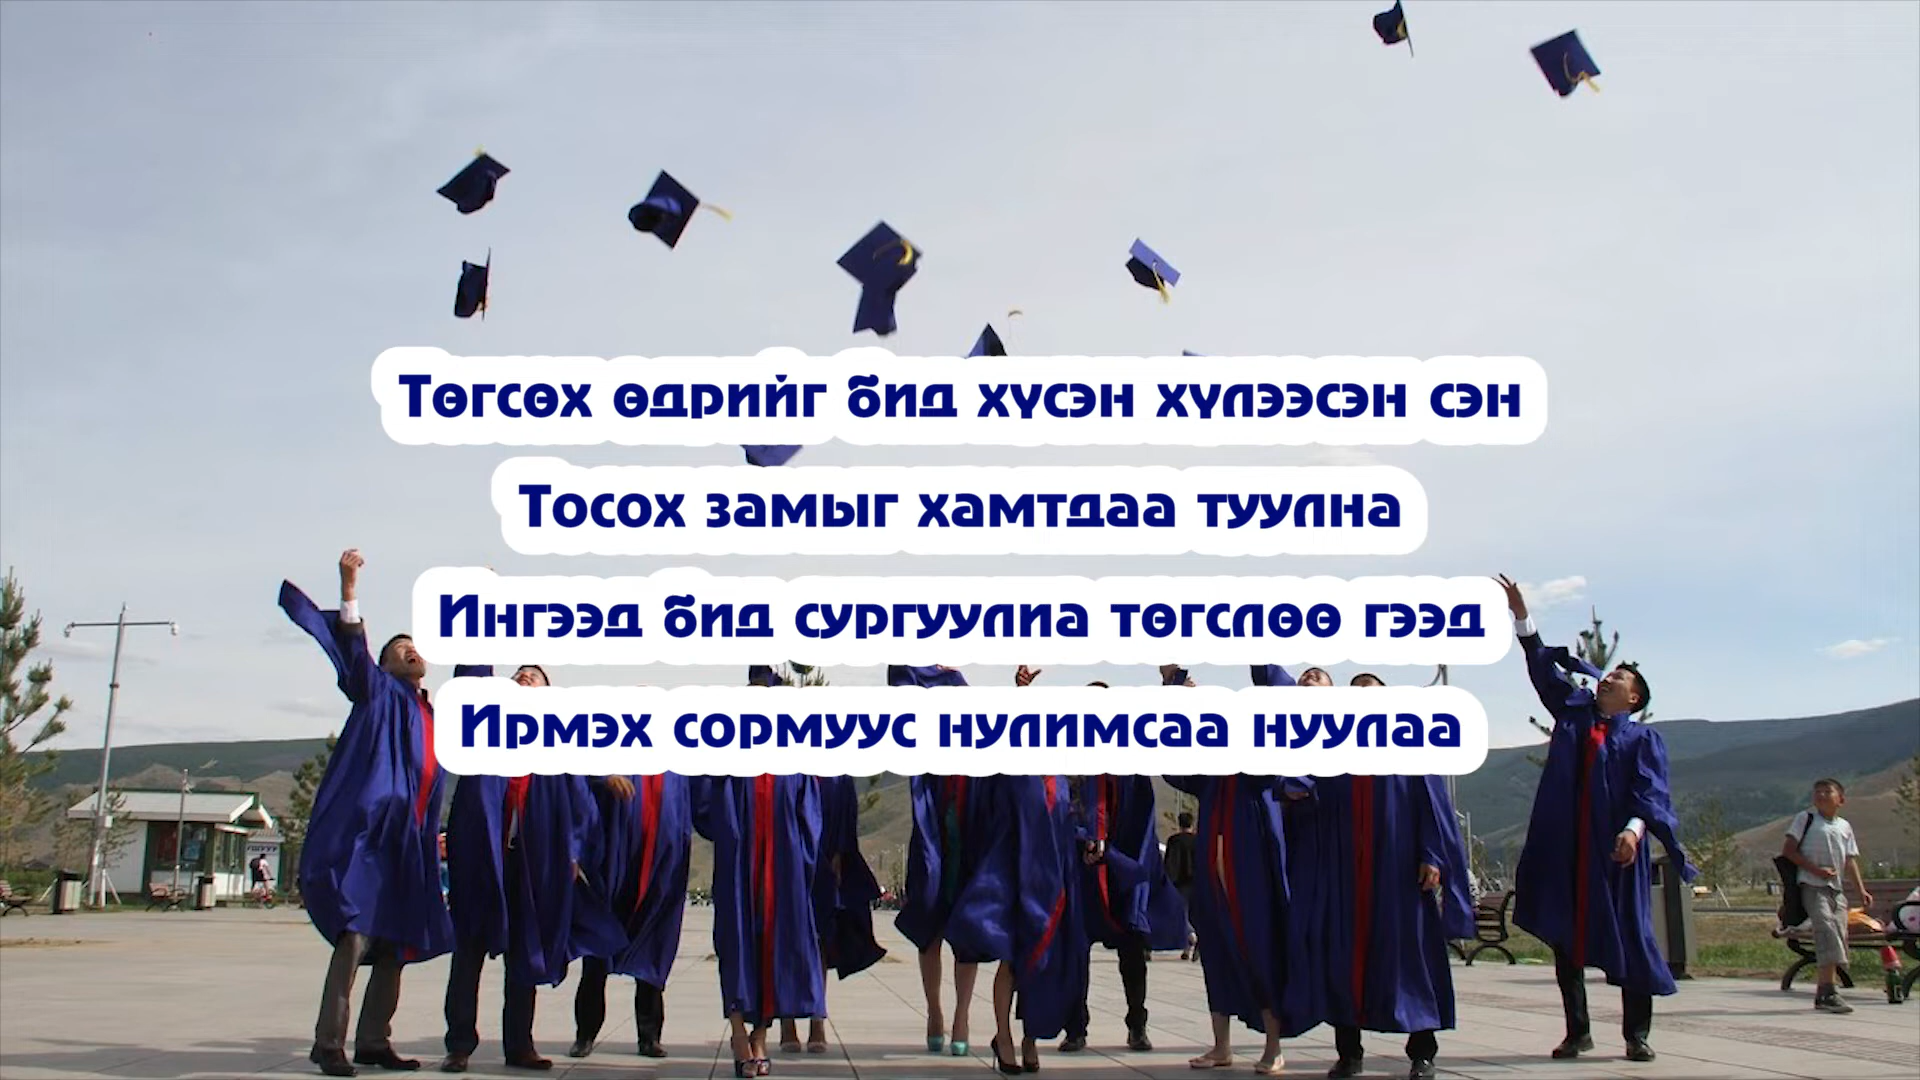 Төгсөх өдрийг бид хүсэн хүлээсэн сэн
Тосох замыг хамтдаа туулна
Ингээд бид сургуулиа төгслөө гээд
Ирмэх сормуус нулимсаа нуулаа